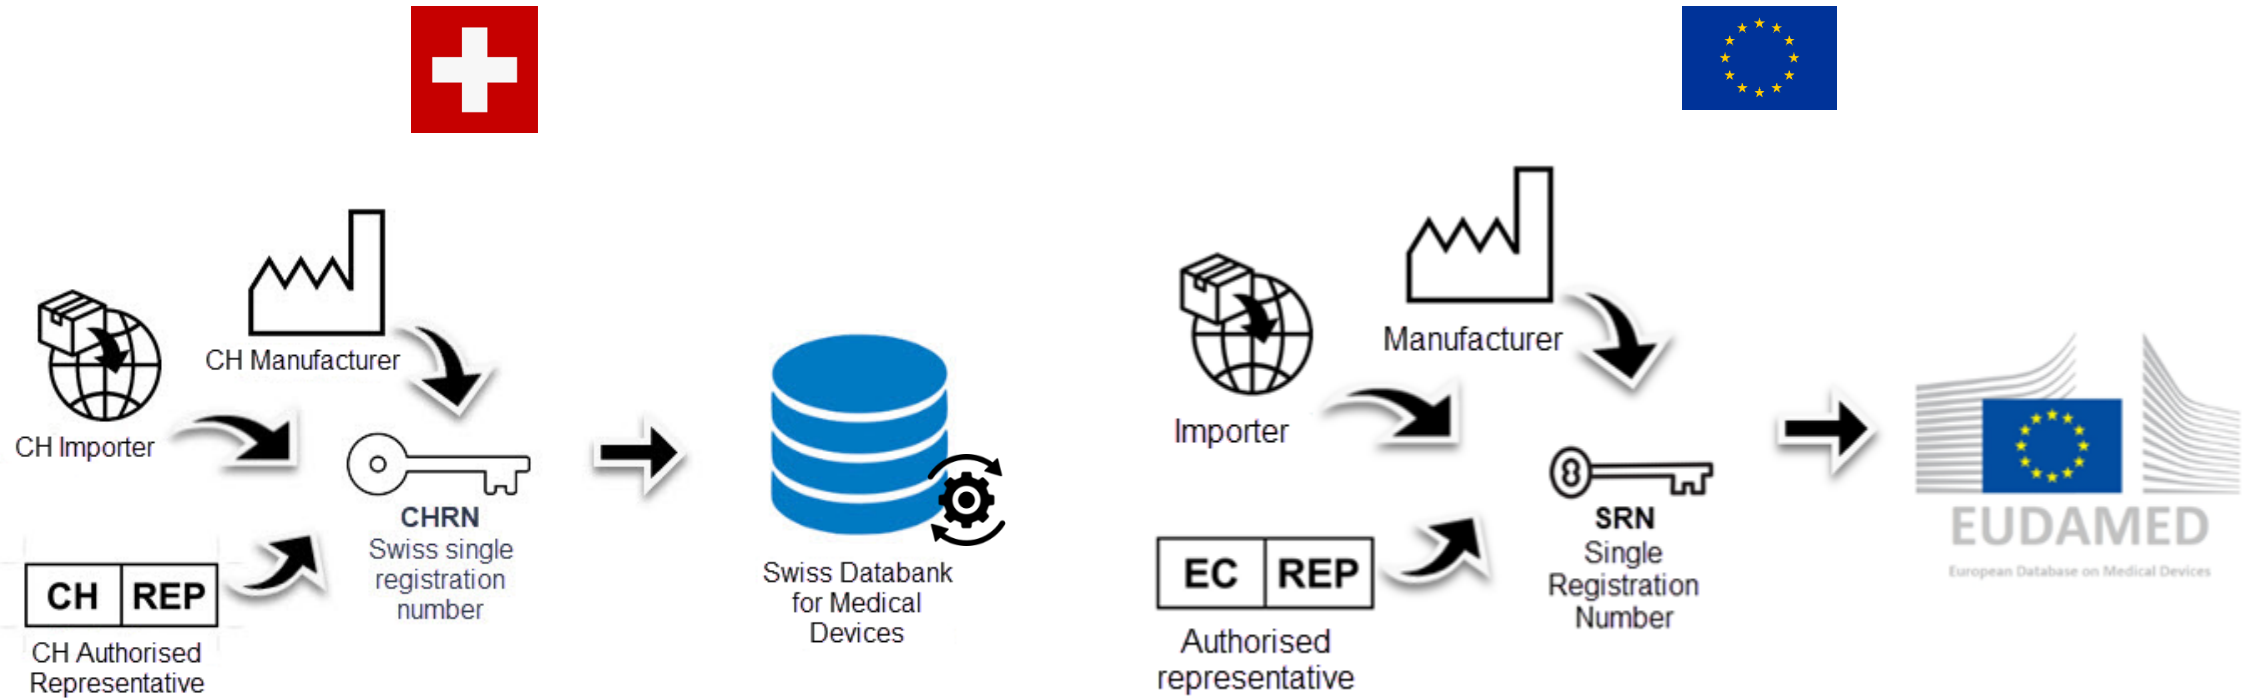 CH Manufacturer
CH Importer
CHRN
Swiss single
registration
number
CH REP
CH Authorised
Representative
Swiss Databank
for Medical
Devices
Manufacturer
Importer
SRN
Single
Registration
Number
EC REP
Authorised
representative
EUDAMED
European Database on Medical Devices